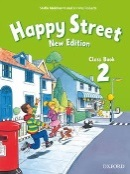 Happy Street
New Edition
Class Book
2
OXFORD